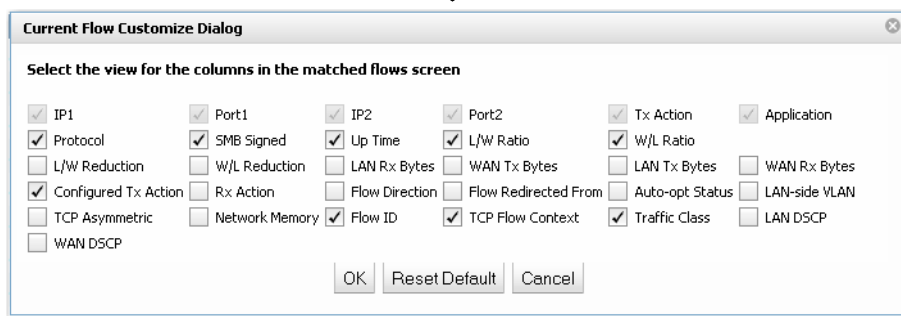 Current Flow Customize Dialog
Select the view for the columns in the matched flows screen
IP1 Port1 IP2 Port2 Tx Action Application
Protocol SMB Signed Up Time L/W Ratio W/L Ratio
L/W Reduction W/L Reduction LAN Rx Bytes WAN Tx Bytes LAN Tx Bytes WAN Rx Bytes
Configured Tx Action Rx Action Flow Direction Flow Redirected From Auto-opt Status LAN-side VLAN
TCP Asymmetric Network Memory Flow ID TCP Flow Context Traffic Class LAN DSCP
WAN DSCP
OK Reset Default Cancel